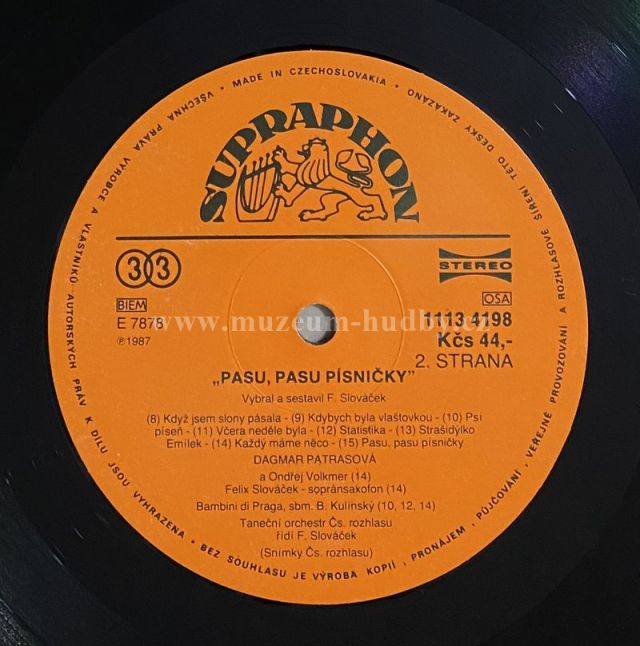 • MADE IN CZECHOSLOVAKIA • VŠECHNA PRÁVA VÝROBCE A VLASTNÍKŮ AUTORSKÝCH PRÁV K DÍLU JSOU VYHRAZENA • BEZ SOUHLASU JE VÝROBA KOPIÍ, PRONÁJEM, PŮJČOVÁNÍ, VEŘEJNÉ PROVOZOVÁNÍ A ROZHLASOVÉ ŠÍŘENÍ TÉTO DESKY ZAKÁZÁNO
SUPRAPHON
33
STEREO
BIEM
OSA
E 7878
www.muzeum-hudby.cz
1113 4198
℗1987
Kčs 44,-
2. STRANA
„PASU, PASU PÍSNIČKY”
Vybral a sestavil F. Slováček
(8) Když jsem slony pásala - (9) Kdybych byla vlaštovkou - (10) Psí
píseň - (11) Včera neděle byla - (12) Statistika - (13) Strašidýlko
Emílek - (14) Každý máme něco - (15) Pasu, pasu písničky
DAGMAR PATRASOVÁ
a Ondřej Volkmer (14)
Felix Slováček - sopránsaxofon (14)
Bambini di Praga, sbm. B. Kulínský (10, 12, 14)
Taneční orchestr Čs. rozhlasu
řídí F. Slováček
(Snímky Čs. rozhlasu)